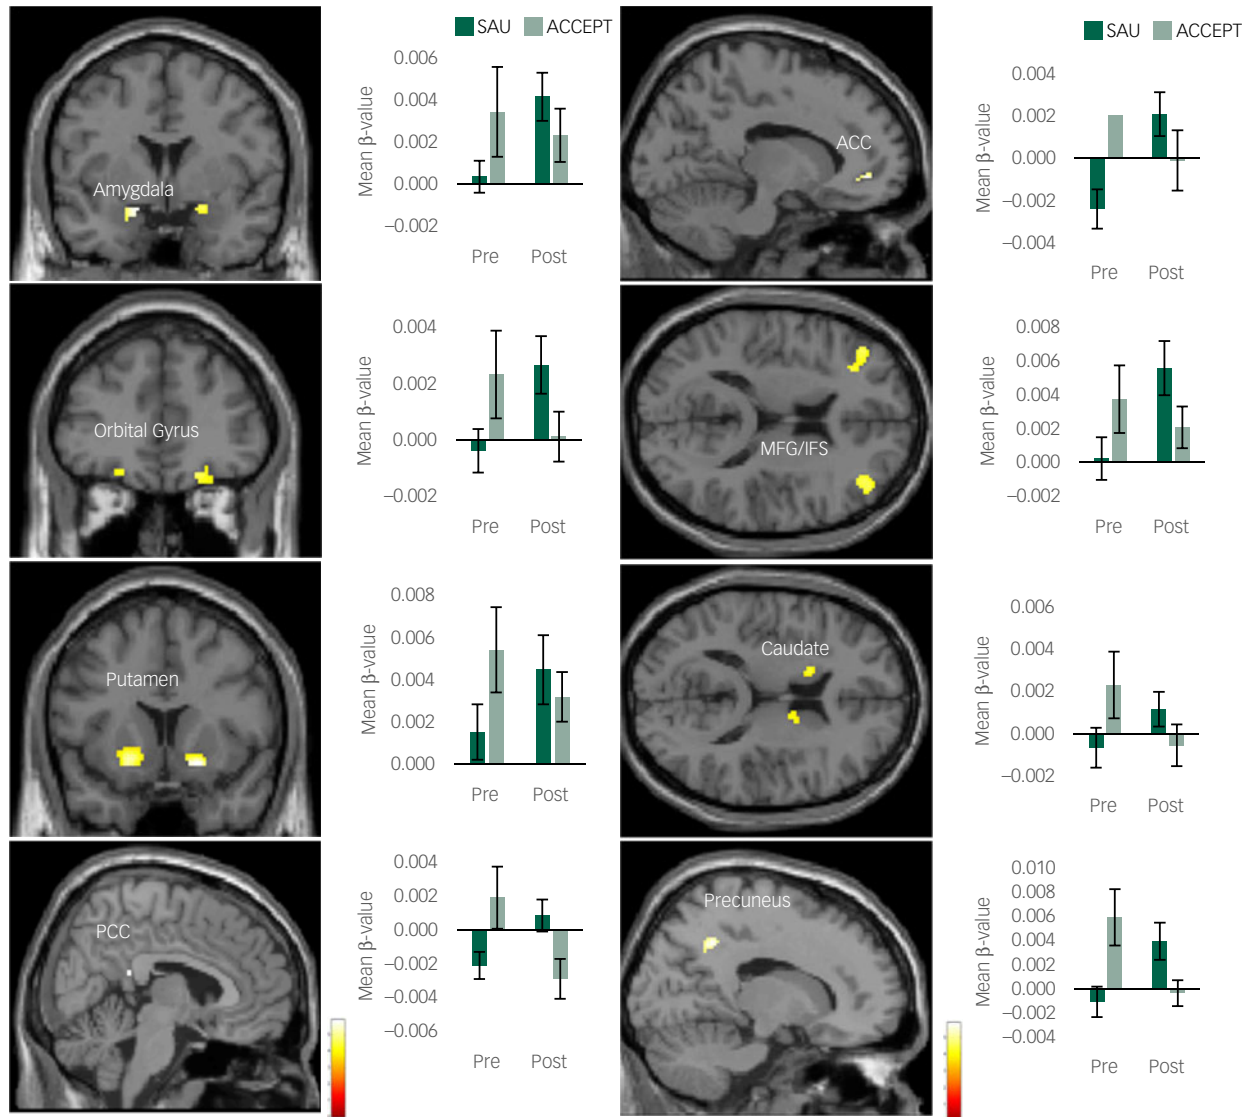 SAU ACCEPT
Amygdala
Mean β-value
0.006
0.004
0.002
0.000
–0.002
Pre Post
SAU ACCEPT
ACC
Mean β-value
0.004
0.002
0.000
–0.002
–0.004
Pre Post
Orbital Gyrus
Mean β-value
0.004
0.002
0.000
–0.002
Pre Post
MFG/IFS
Mean β-value
0.008
0.006
0.004
0.002
0.000
–0.002
Pre Post
Putamen
Mean β-value
0.008
0.006
0.004
0.002
0.000
Pre Post
Caudate
Mean β-value
0.006
0.004
0.002
0.000
–0.002
Pre Post
PCC
Mean β-value
0.004
0.002
0.000
–0.002
–0.004
–0.006
Pre Post
Precuneus
Mean β-value
0.010
0.008
0.006
0.004
0.002
0.000
–0.002
–0.004
Pre Post